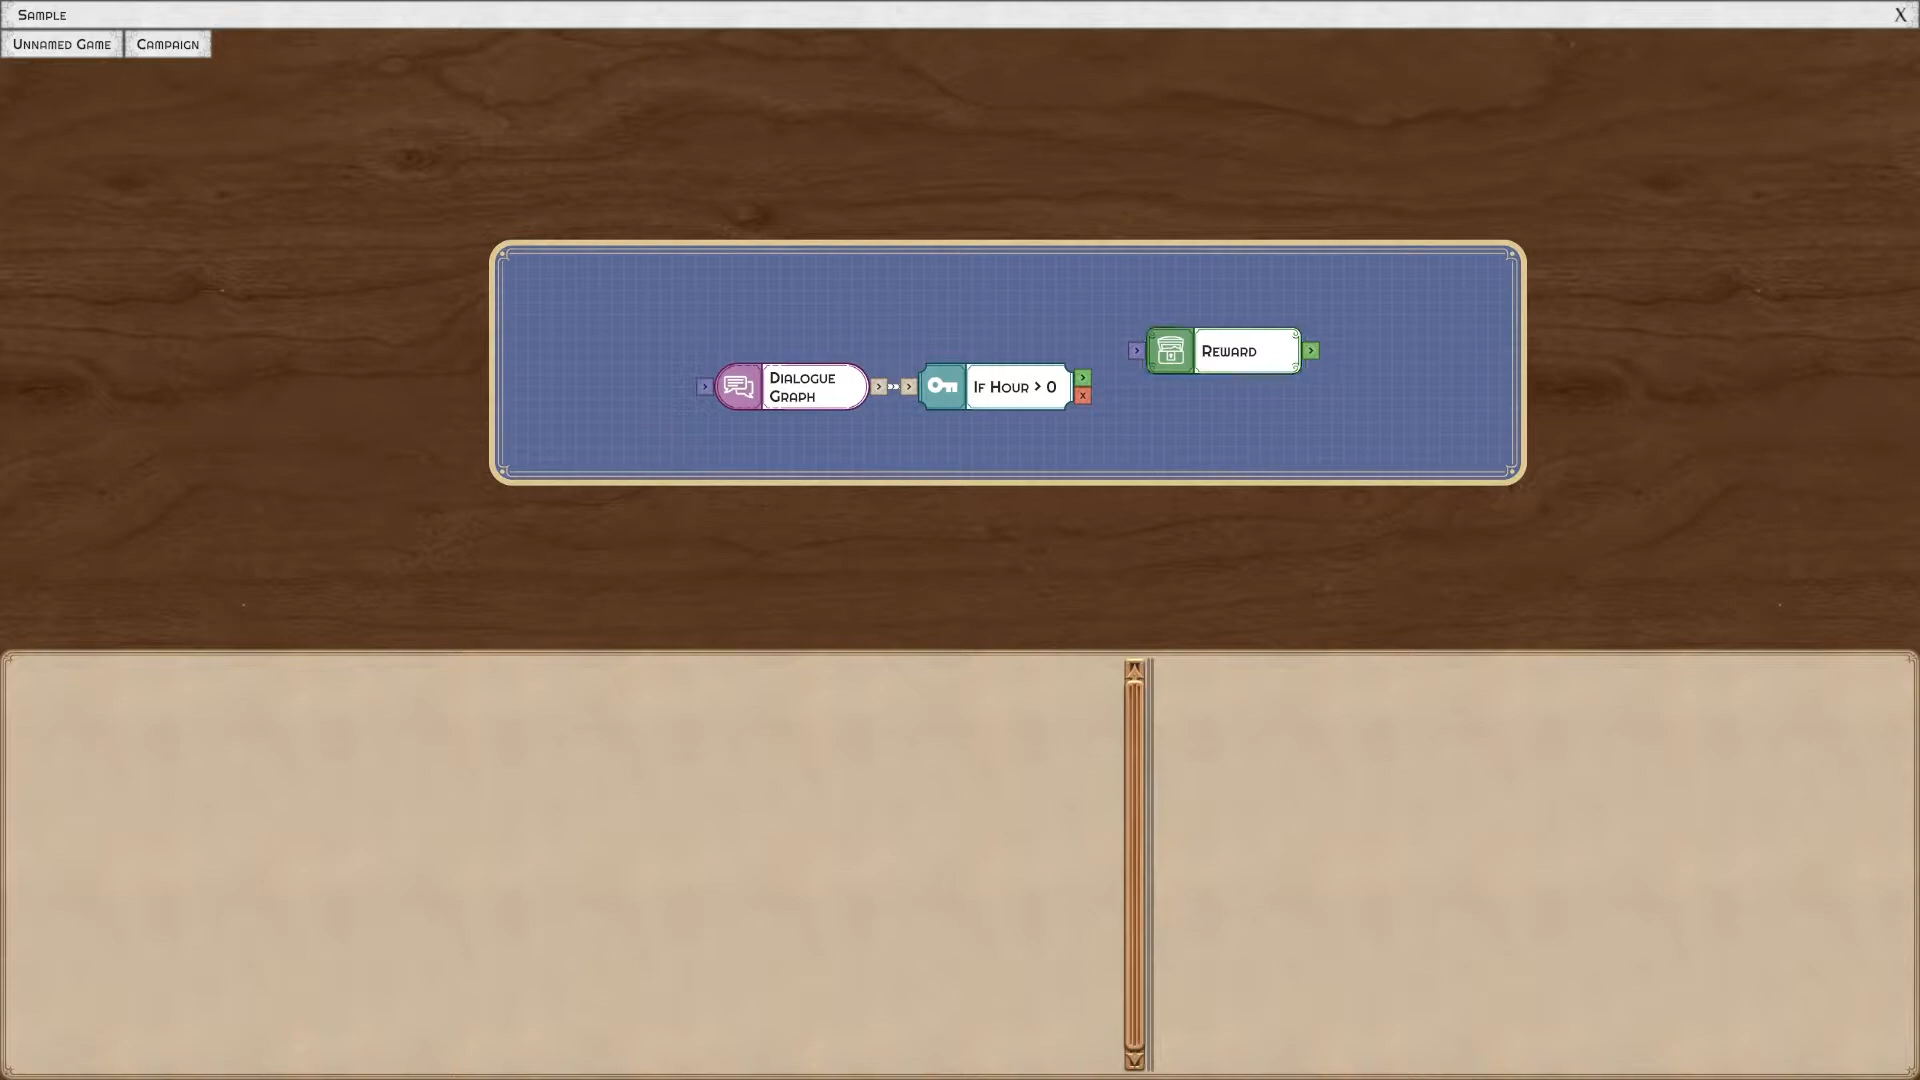 Sample
X
Unnamed Game
Campaign
Reward
Dialogue
Graph
If Hour > 0
x